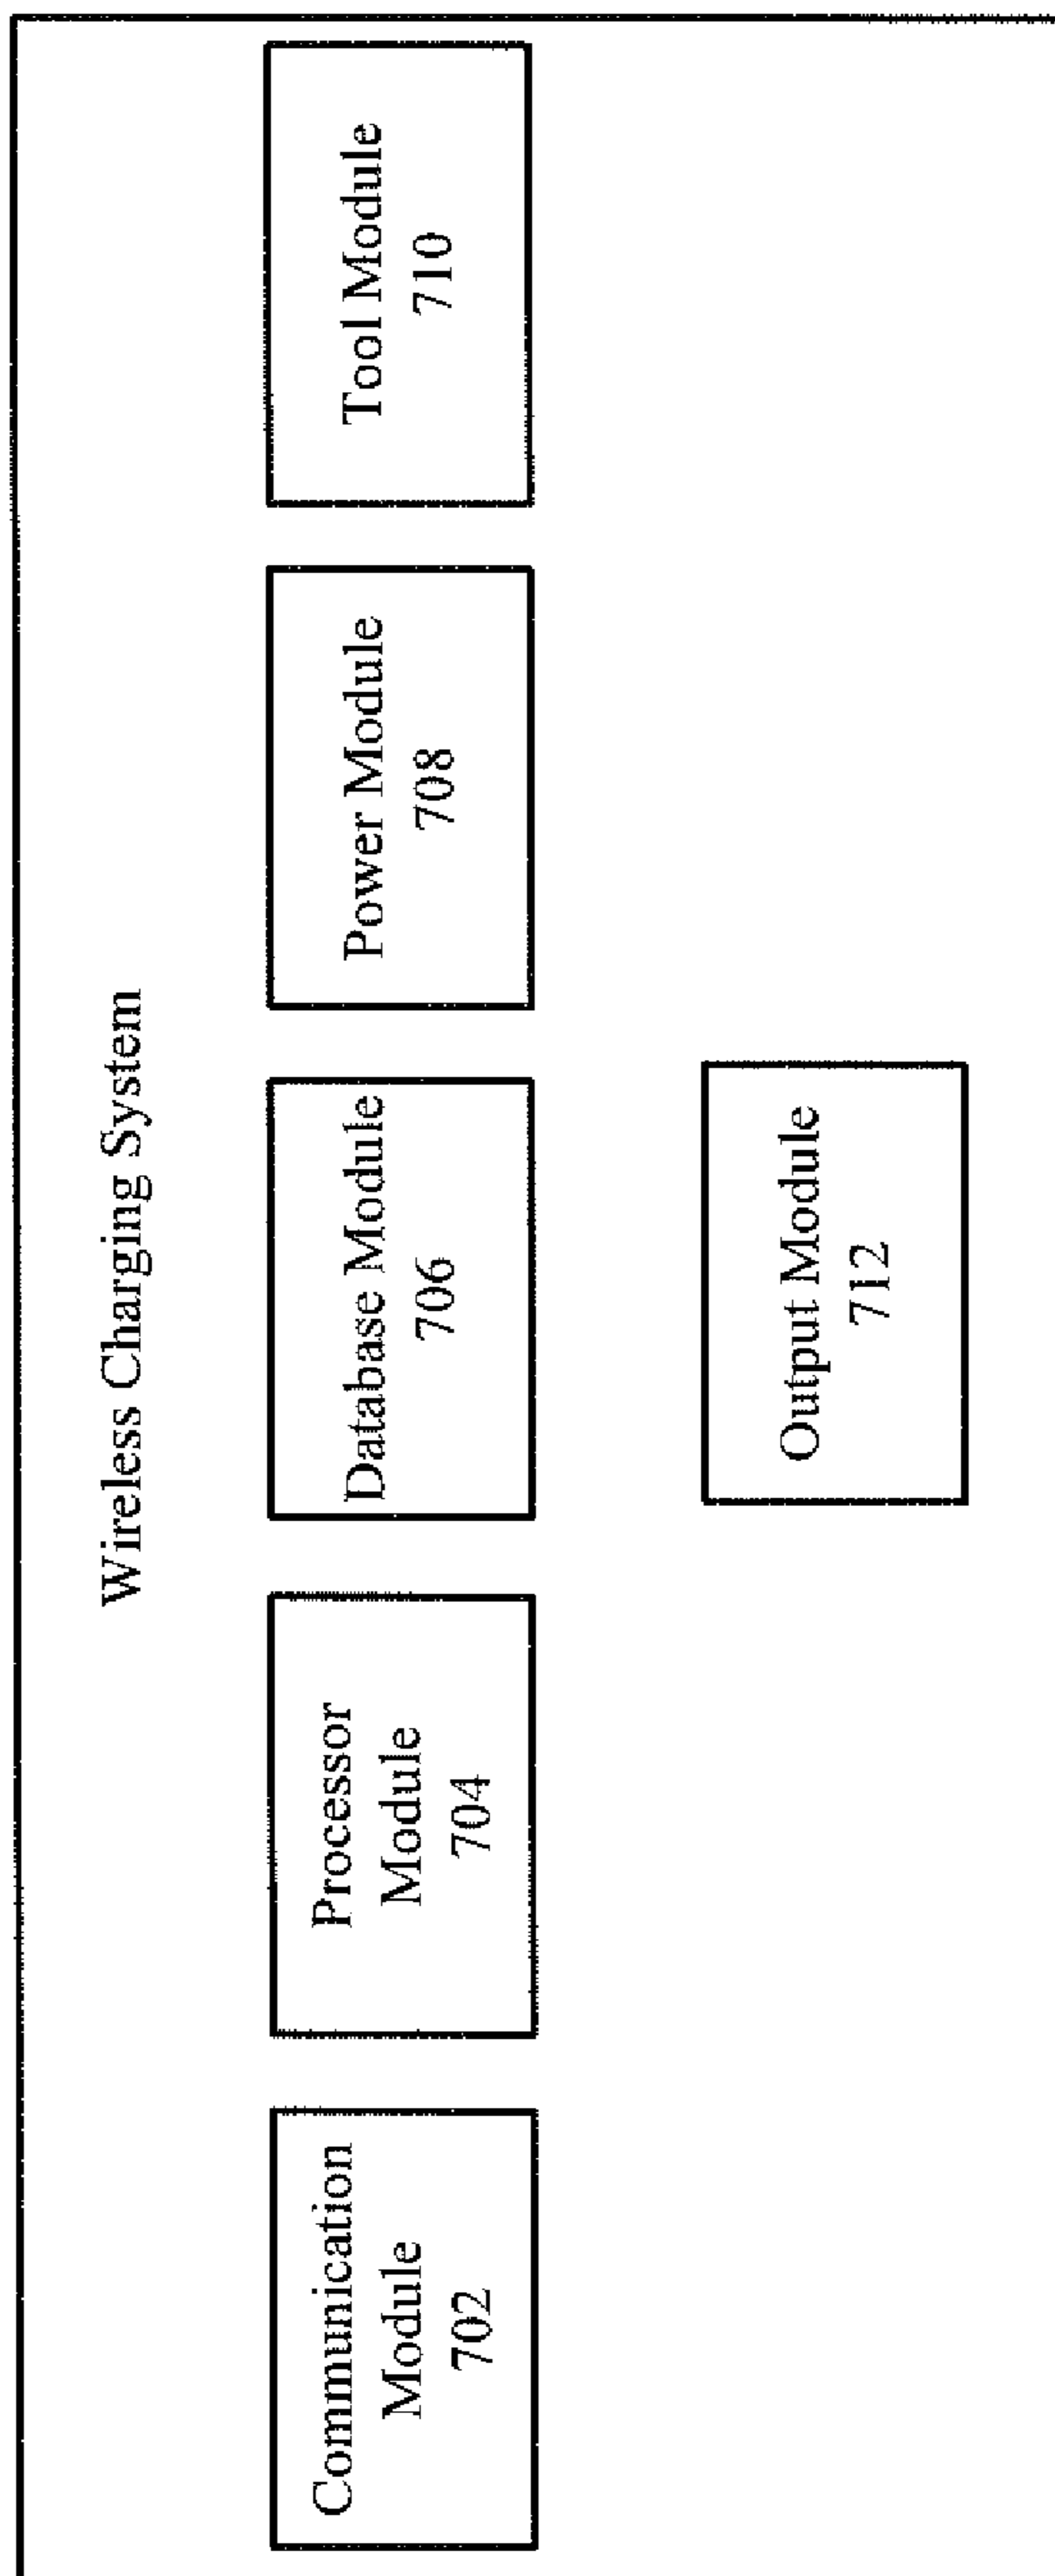 Wireless Charging System
Communication
Module
702
Processor
Module
704
Database Module
706
Power Module
708
Tool Module
710
Output Module
712